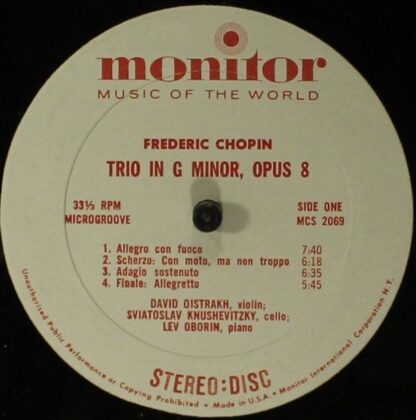 monitor
MUSIC OF THE WORLD
FREDERIC CHOPIN
TRIO IN G MINOR, OPUS 8
33⅓ RPM
MICROGROOVE
SIDE ONE
MCS 2069
1. Allegro con fuoco 7:40
2. Scherzo: Con moto, ma non troppo 6:18
3. Adagio sostenuto 6:35
4. Finale: Allegretto 5:45
DAVID OISTRAKH, violin;
SVIATOSLAV KNUSHEVITZKY, cello;
LEV OBORIN, piano
STEREO:DISC
Unauthorized Public Performance or Copying Prohibited • Made in U.S.A. • Monitor International Corporation N.Y.